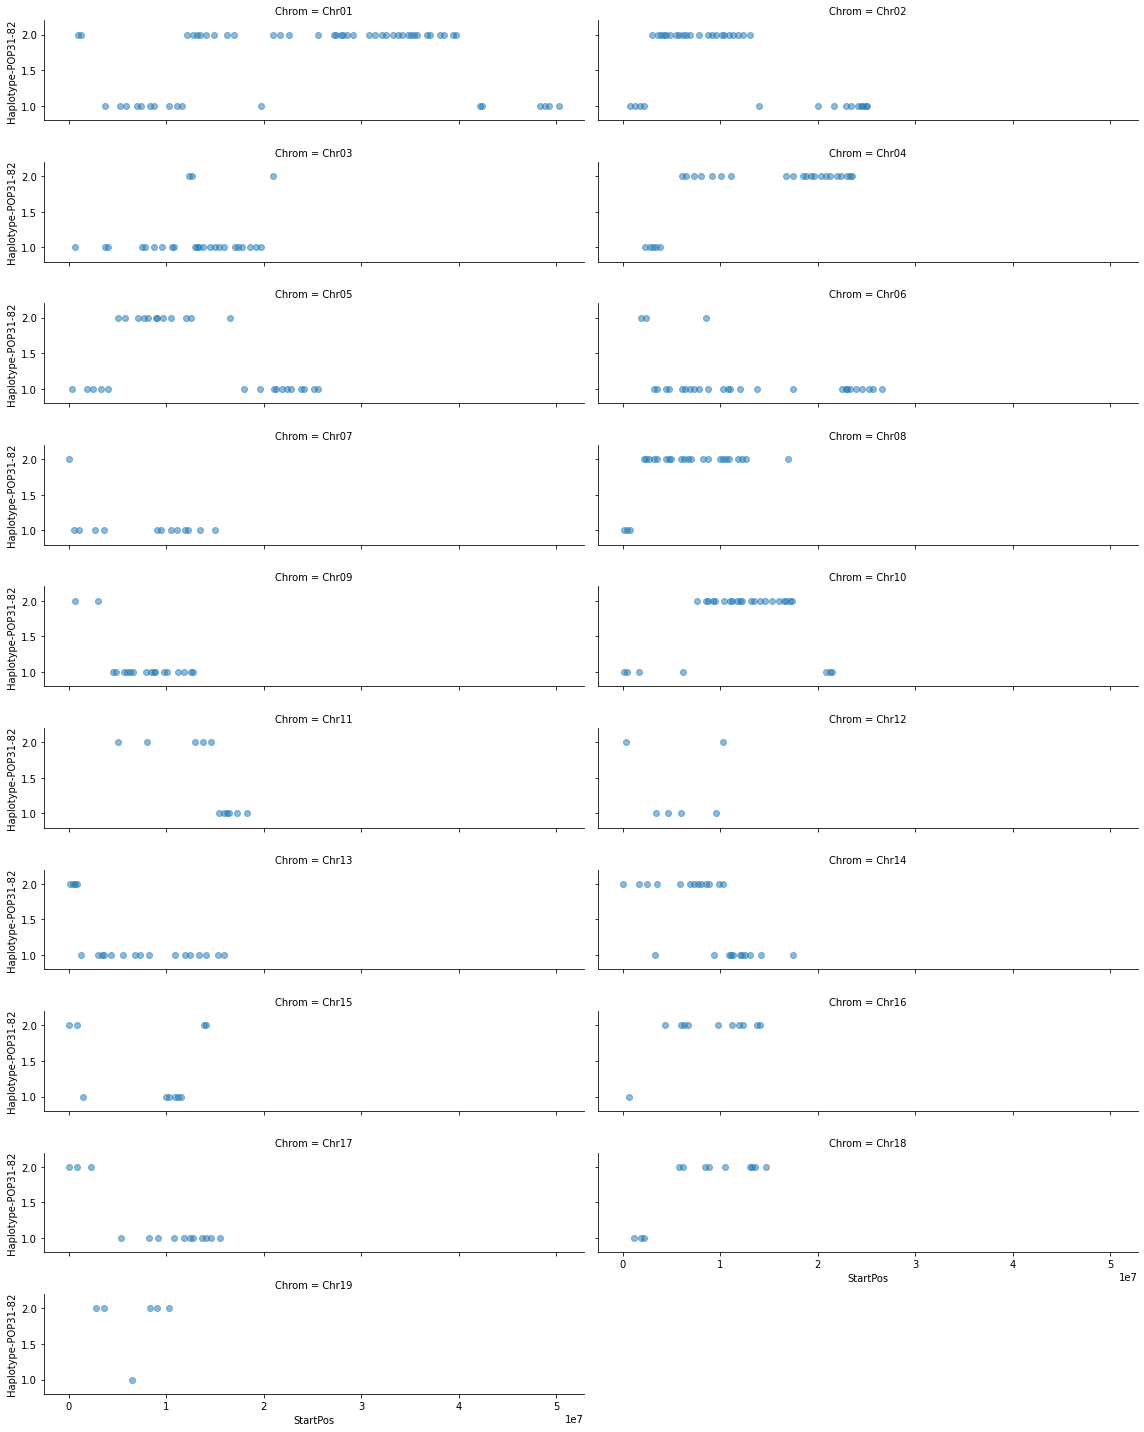 Chrom = Chr01
Haplotype-POP31-82
2.0
1.5
1.0
Chrom = Chr02
Chrom = Chr03
Haplotype-POP31-82
2.0
1.5
1.0
Chrom = Chr04
Chrom = Chr05
Haplotype-POP31-82
2.0
1.5
1.0
Chrom = Chr06
Chrom = Chr07
Haplotype-POP31-82
2.0
1.5
1.0
Chrom = Chr08
Chrom = Chr09
Haplotype-POP31-82
2.0
1.5
1.0
Chrom = Chr10
Chrom = Chr11
Haplotype-POP31-82
2.0
1.5
1.0
Chrom = Chr12
Chrom = Chr13
Haplotype-POP31-82
2.0
1.5
1.0
Chrom = Chr14
Chrom = Chr15
Haplotype-POP31-82
2.0
1.5
1.0
Chrom = Chr16
Chrom = Chr17
Haplotype-POP31-82
2.0
1.5
1.0
Chrom = Chr18
0 1 2 3 4 5
StartPos
1e7
Chrom = Chr19
Haplotype-POP31-82
2.0
1.5
1.0
0 1 2 3 4 5
StartPos
1e7